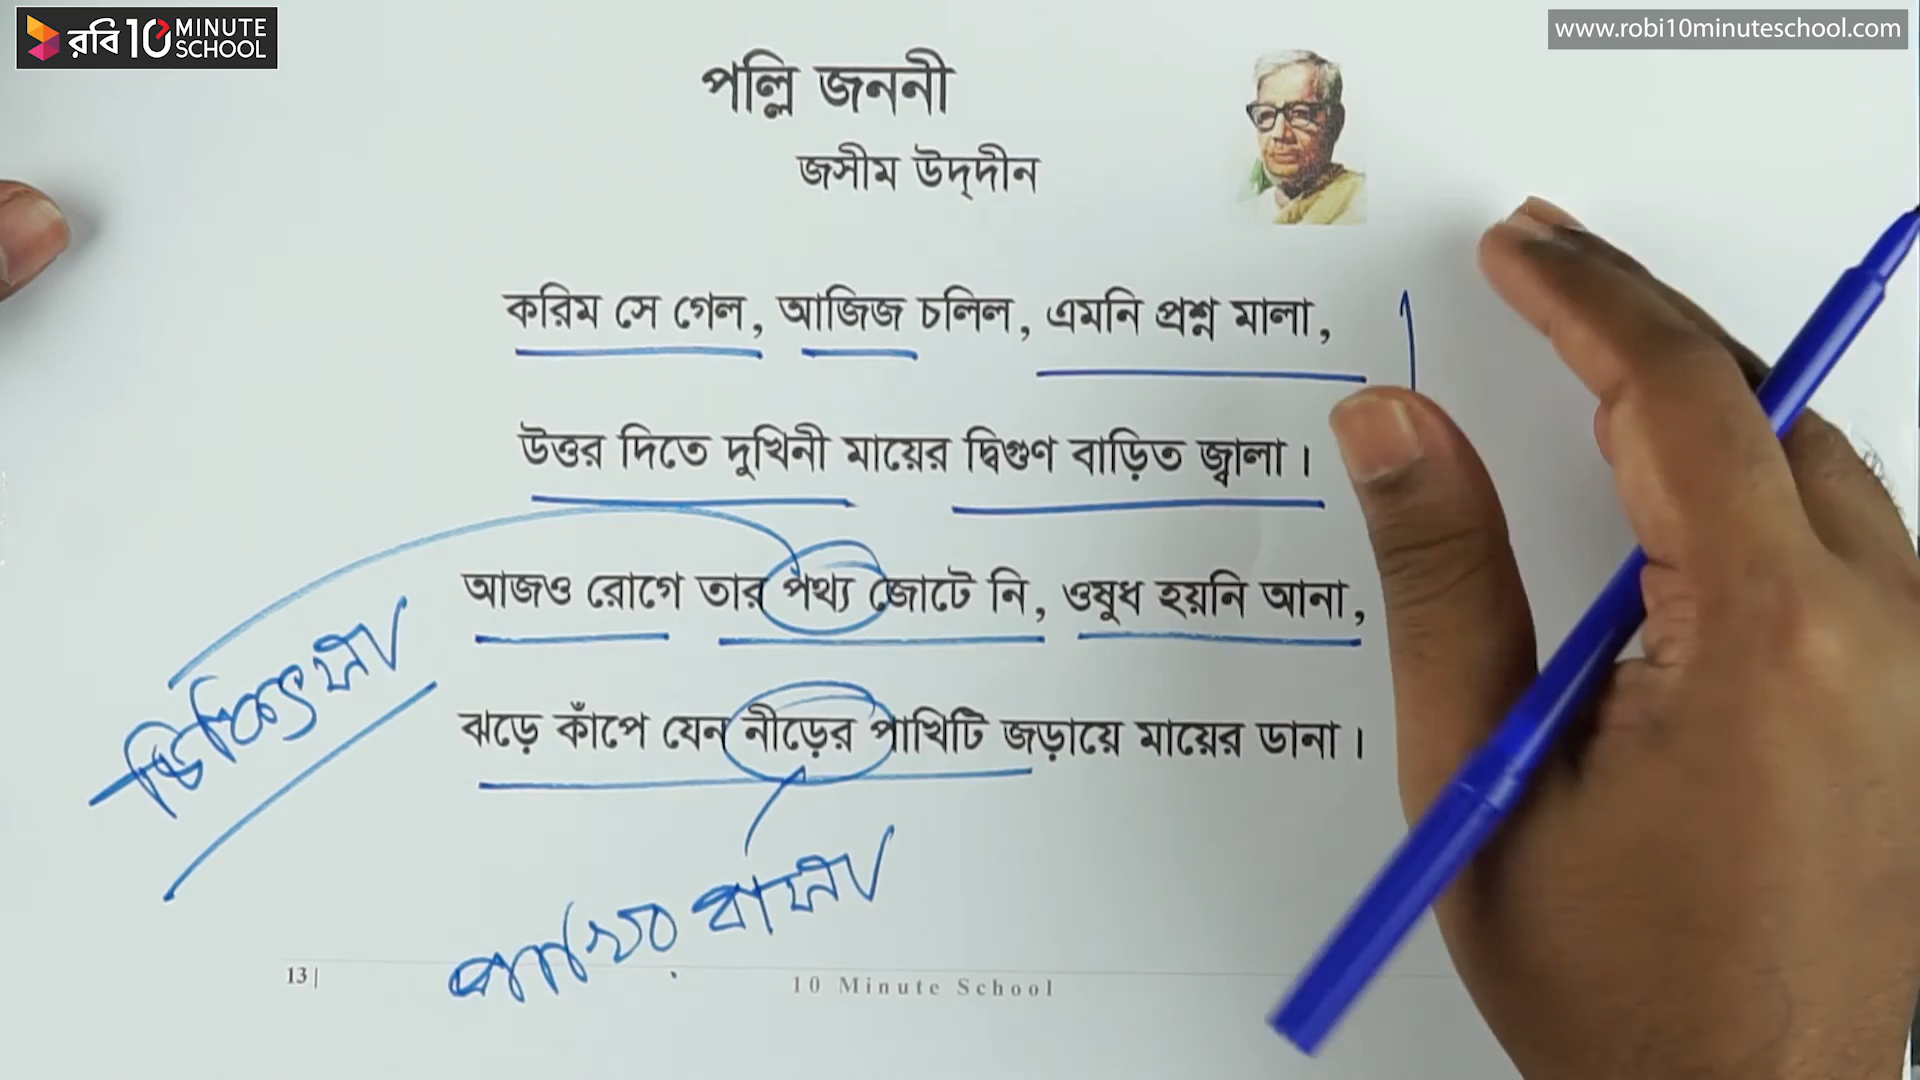 রবি 10 MINUTE SCHOOL
www.robi10minuteschool.com
পল্লি জননী
জসীম উদ্‌দীন
করিম সে গেল, আজিজ চলিল, এমনি প্রশ্ন মালা,
উত্তর দিতে দুখিনী মায়ের দ্বিগুণ বাড়িত জ্বালা।
আজও রোগে তার পথ্য জোটে নি, ওষুধ হয়নি আনা,
ঝড়ে কাঁপে যেন নীড়ের পাখিটি জড়ায়ে মায়ের ডানা।
চিকিৎসা
পাখির বাসা
13|
10 Minute School